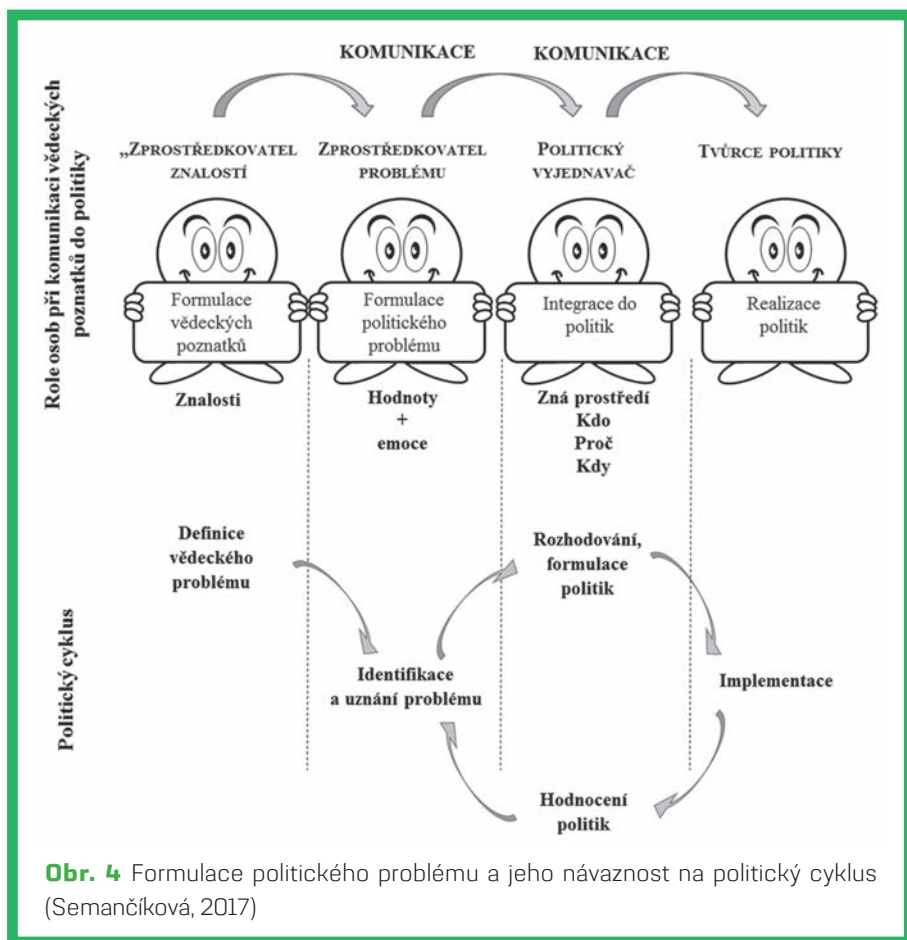 KOMUNIKACE
KOMUNIKACE
Role osob při komunikaci vědeckých
poznatků do politiky
„ZPROSTŘEDKOVATEL
ZNALOSTÍ
ZPROSTŘEDKOVATEL
PROBLÉMU
POLITICKÝ
VYJEDNAVAČ
TVŮRCE POLITIKY
Formulace
vědeckých
poznatků
Formulace
politického
problému
Integrace do
politik
Realizace
politik
Znalosti
Hodnoty
+
emoce
Zná prostředí
Kdo
Proč
Kdy
Politický cyklus
Definice
vědeckého
problému
Identifikace
a uznání problému
Rozhodování,
formulace
politik
Implementace
Hodnocení
politik
Obr. 4 Formulace politického problému a jeho návaznost na politický cyklus
(Semančíková, 2017)